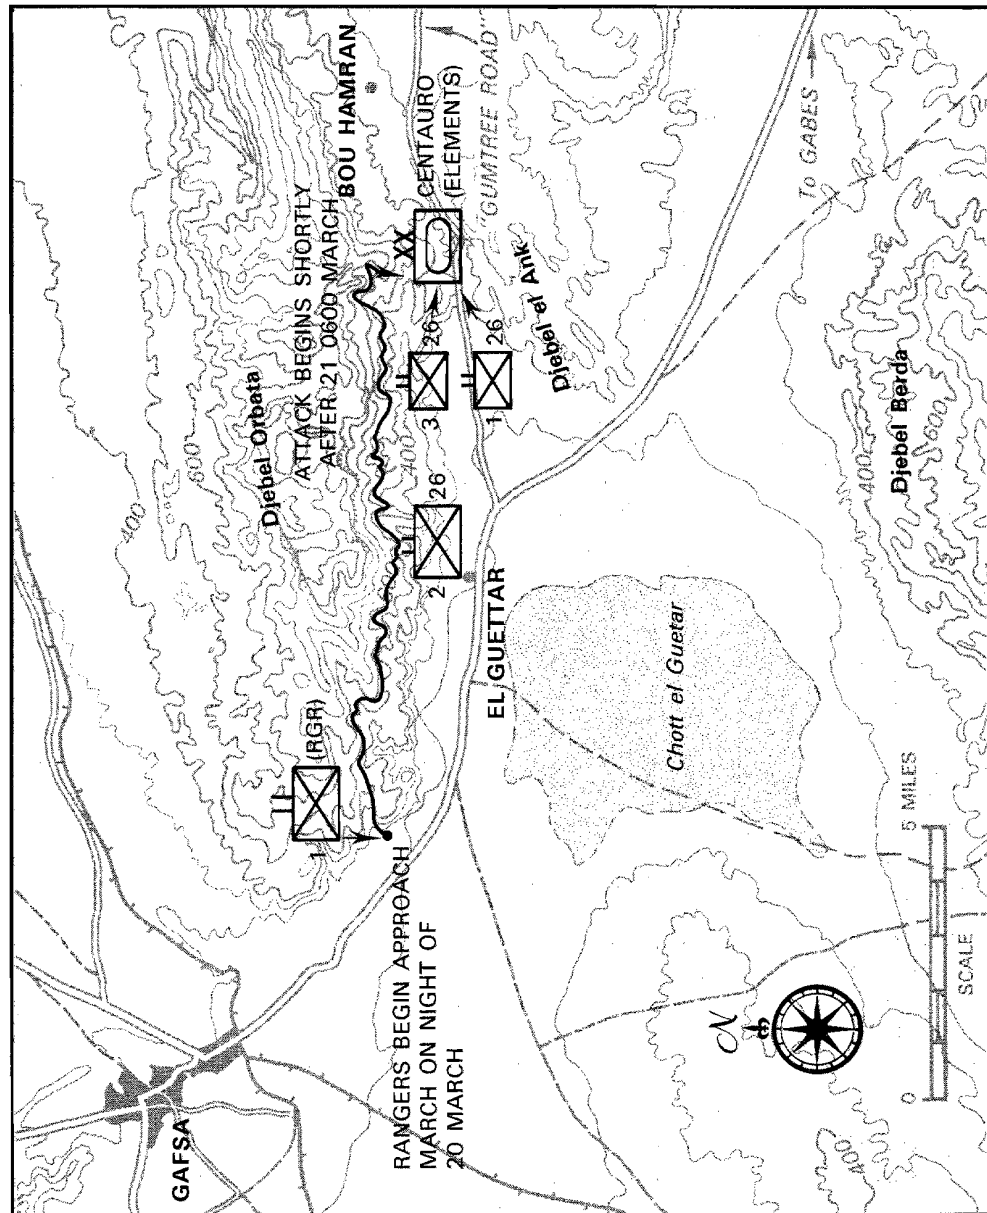 GAFSA
RANGERS BEGIN APPROACH
MARCH ON NIGHT OF
20 MARCH
1
(RGR)
400
600
Djebel Orbata
ATTACK BEGINS SHORTLY
AFTER 21 0600 MARCH
BOU HAMRAN
XX
CENTAURO
(ELEMENTS)
"GUMTREE ROAD"
400
2
26
3
26
1
26
EL GUETTAR
Djebel el Ank
To GABES
Chott el Guetar
400
600
Djebel Berda
N
0
5 MILES
SCALE
400